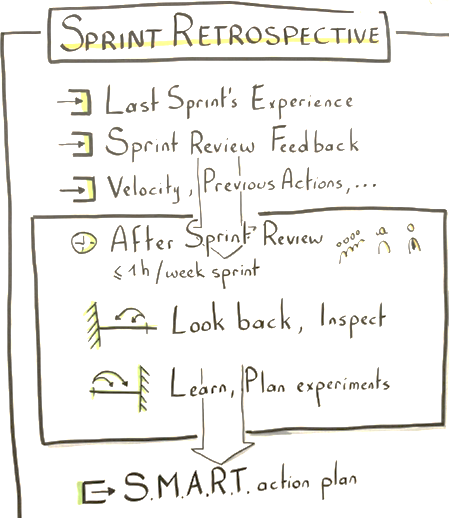 SPRINT RETROSPECTIVE
Last Sprint's Experience
Sprint Review Feedback
Velocity, Previous Actions,...
After Sprint Review
≤ 1h/week sprint
Look back, Inspect
Learn, Plan experiments
S.M.A.R.T. action plan